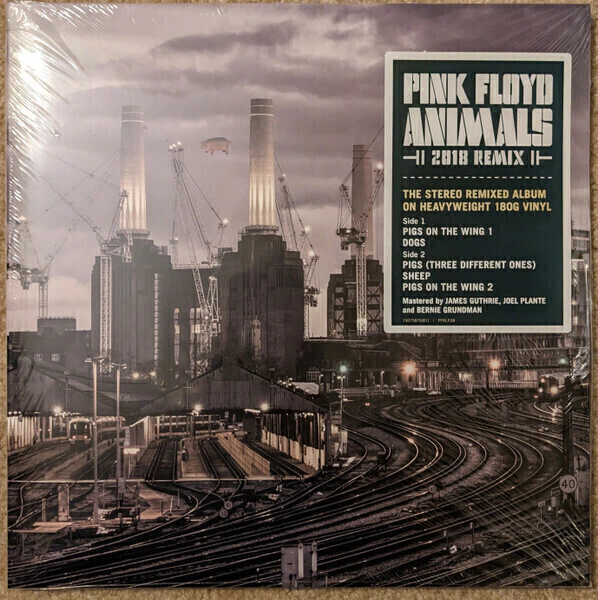 PINK FLOYD
ANIMALS
2018 REMIX
THE STEREO REMIXED ALBUM
ON HEAVYWEIGHT 180G VINYL
Side 1
PIGS ON THE WING 1
DOGS
Side 2
PIGS (THREE DIFFERENT ONES)
SHEEP
PIGS ON THE WING 2
Mastered by JAMES GUTHRIE, JOEL PLANTE
and BERNIE GRUNDMAN
40